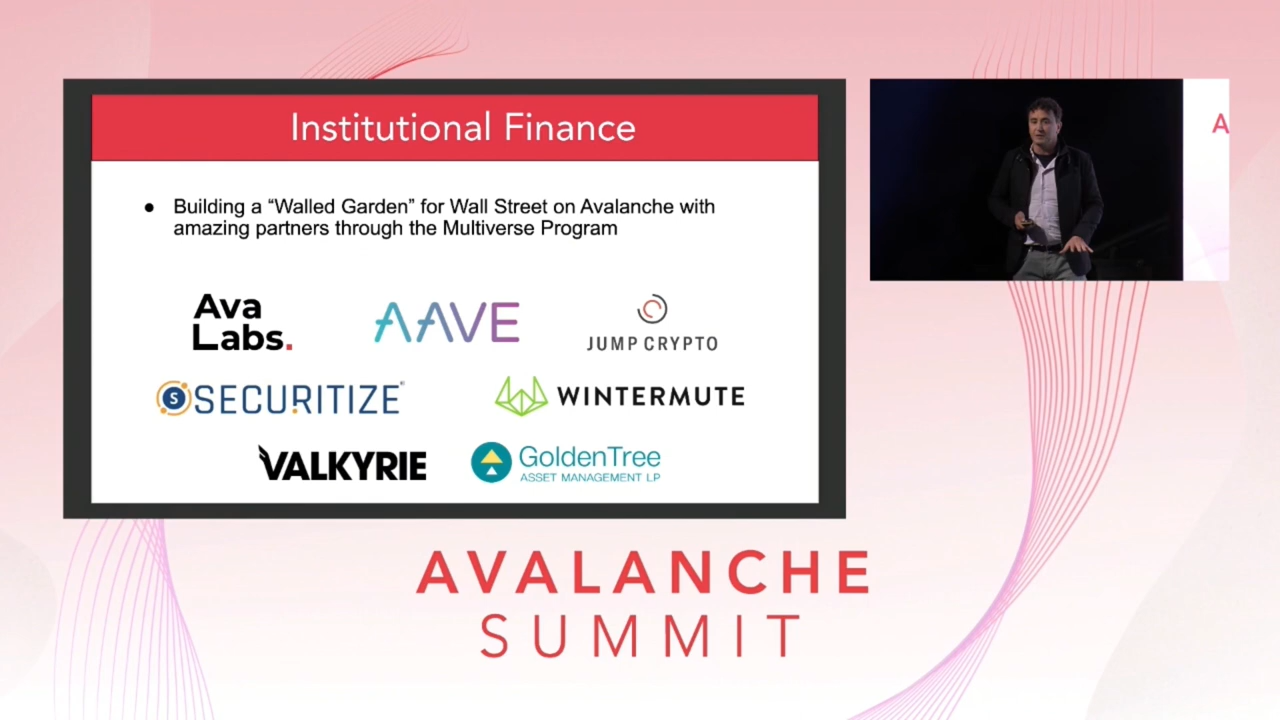 Institutional Finance
● Building a “Walled Garden” for Wall Street on Avalanche with
amazing partners through the Multiverse Program
Ava
Labs.
AAVE
JUMP CRYPTO
S SECURITIZE®
WINTERMUTE
VALKYRIE
GoldenTree
ASSET MANAGEMENT LP
A
AVALANCHE
SUMMIT